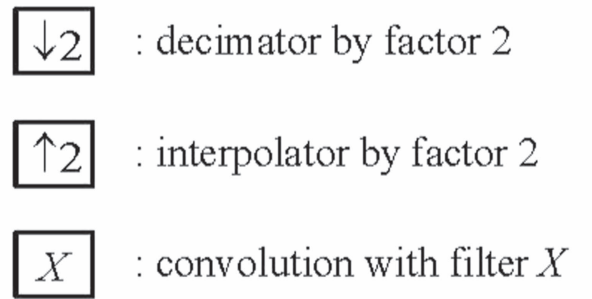 ↓2 : decimator by factor 2
↑2 : interpolator by factor 2
X : convolution with filter X